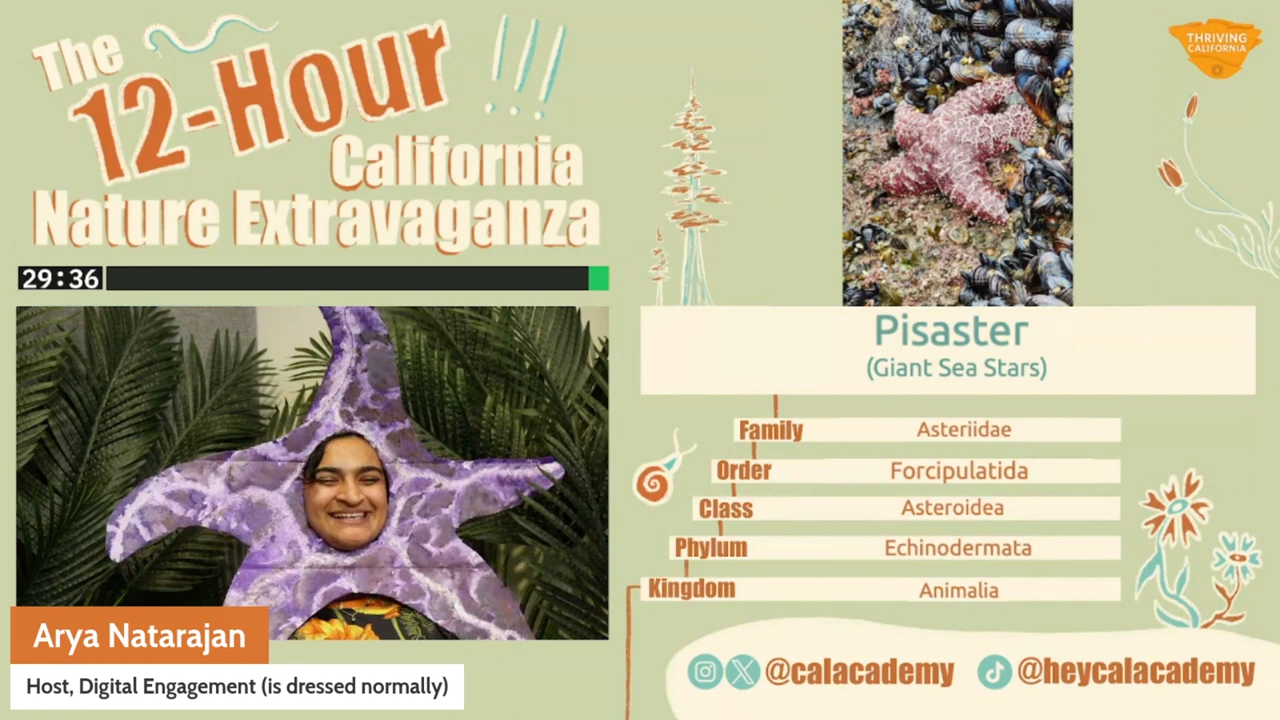 The
12-Hour
!!!
California
Nature Extravaganza
29:36
Arya Natarajan
Host, Digital Engagement (is dressed normally)
THRIVING
CALIFORNIA
Pisaster
(Giant Sea Stars)
Family Asteriidae
Order Forcipulatida
Class Asteroidea
Phylum Echinodermata
Kingdom Animalia
@calacademy @heycalacademy